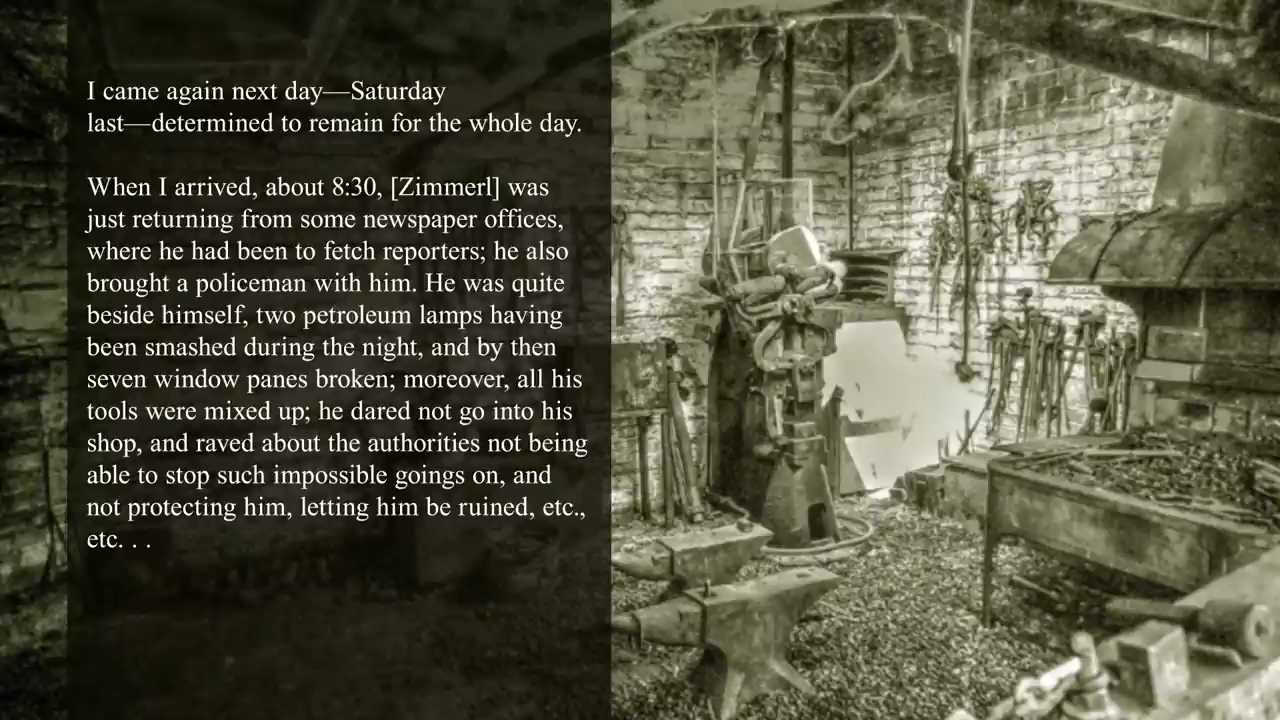 I came again next day—Saturday
last—determined to remain for the whole day.
When I arrived, about 8:30, [Zimmerl] was
just returning from some newspaper offices,
where he had been to fetch reporters; he also
brought a policeman with him. He was quite
beside himself, two petroleum lamps having
been smashed during the night, and by then
seven window panes broken; moreover, all his
tools were mixed up; he dared not go into his
shop, and raved about the authorities not being
able to stop such impossible goings on, and
not protecting him, letting him be ruined, etc.,
etc. . .